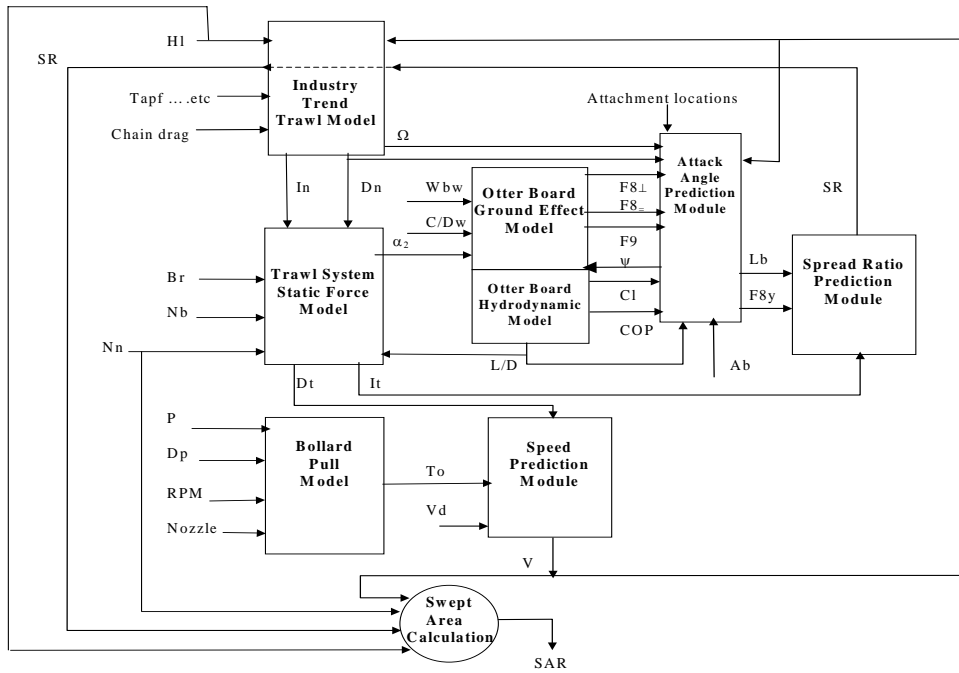 Hl
SR
Industry
Trend
Trawl Model
Tapf ... .etc
Chain drag
Attachment locations
Ω
In
Dn
Attack
Angle
Prediction
Module
SR
Wbw
C/Dw
α2
Otter Board
Ground Effect
Model
F8⊥
F8=
F9
ψ
Otter Board
Hydrodynamic
Model
Cl
COP
L/D
Lb
F8y
Ab
Spread Ratio
Prediction
Module
Br
Nb
Nn
Trawl System
Static Force
Model
Dt
It
P
Dp
RPM
Nozzle
Bollard
Pull
Model
To
Vd
Speed
Prediction
Module
V
Swept
Area
Calculation
SAR